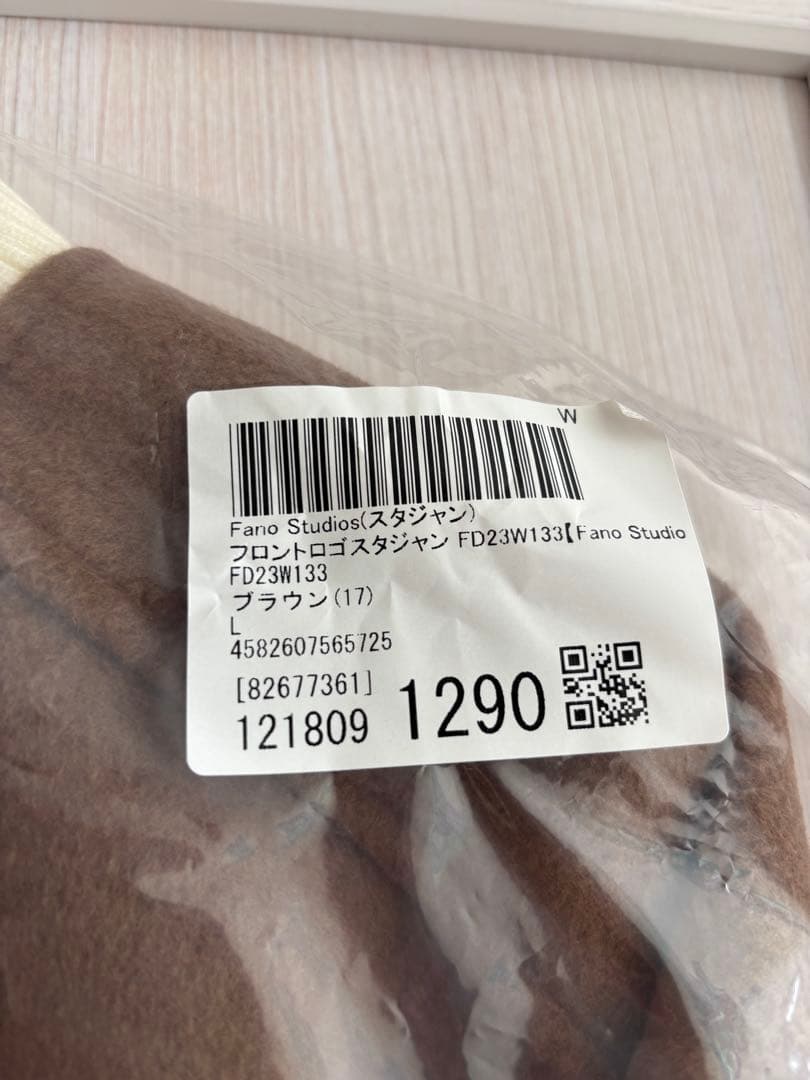 W
Fano Studios(スタジャン)
フロントロゴスタジャン FD23W133【Fano Studio
FD23W133
ブラウン(17)
L
4582607565725
[82677361]
121809 1290